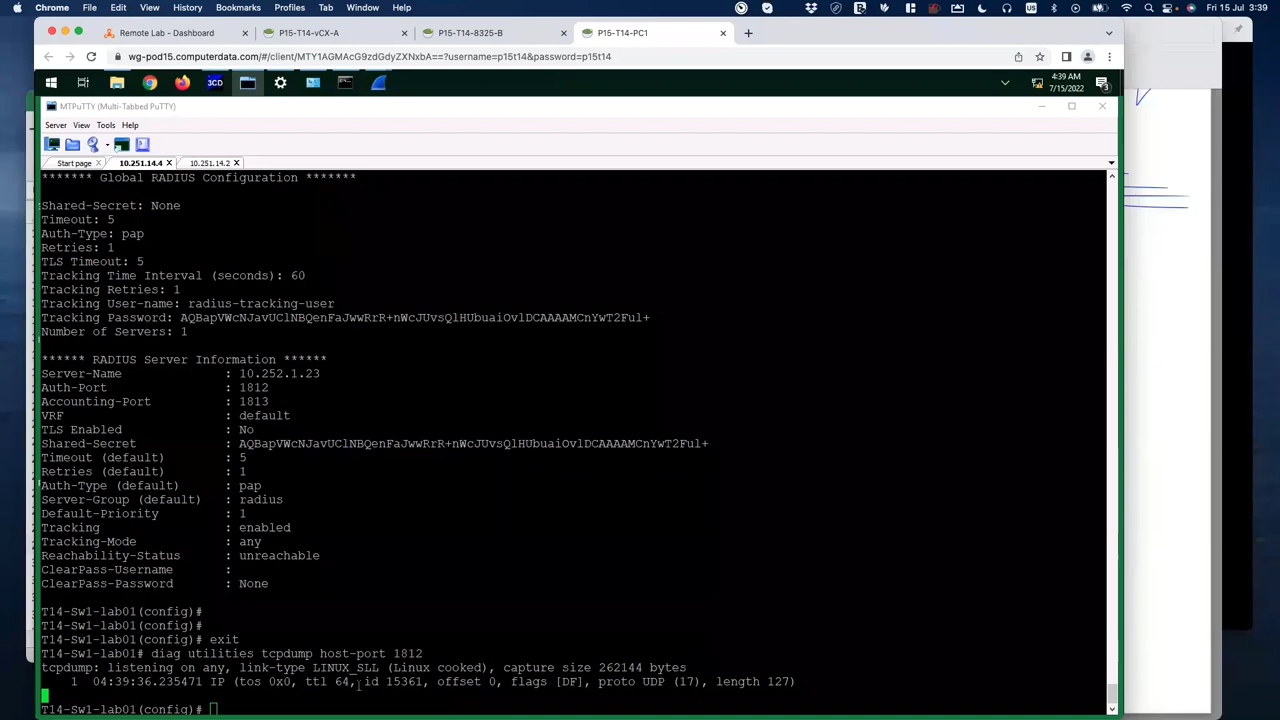 Chrome File Edit View History Bookmarks Profiles Tab Window Help Fri 15 Jul 3:39
Remote Lab - Dashboard P15-T14-vCX-A P15-T14-8325-B P15-T14-PC1
wg-pod15.computerdata.com/#/client/MTY1AGMAcG9zdGdyZXNxbA==?username=p15t14&password=p15t14
3CD 4:39 AM
7/15/2022 3
MTPuTTY (Multi-Tabbed PuTTY)
Server View Tools Help
Start page 10.251.14.4 10.251.14.2
******* Global RADIUS Configuration *******
Shared-Secret: None
Timeout: 5
Auth-Type: pap
Retries: 1
TLS Timeout: 5
Tracking Time Interval (seconds): 60
Tracking Retries: 1
Tracking User-name: radius-tracking-user
Tracking Password: AQBapVWcNJavUClNBQenFaJwwRrR+nWcJUvsQlHUbuaiOvlDCAAAAMCnYwT2Ful+
Number of Servers: 1
****** RADIUS Server Information ******
Server-Name : 10.252.1.23
Auth-Port : 1812
Accounting-Port : 1813
VRF : default
TLS Enabled : No
Shared-Secret : AQBapVWcNJavUClNBQenFaJwwRrR+nWcJUvsQlHUbuaiOvlDCAAAAMCnYwT2Ful+
Timeout (default) : 5
Retries (default) : 1
Auth-Type (default) : pap
Server-Group (default) : radius
Default-Priority : 1
Tracking : enabled
Tracking-Mode : any
Reachability-Status : unreachable
ClearPass-Username :
ClearPass-Password : None
T14-Sw1-lab01(config)#
T14-Sw1-lab01(config)#
T14-Sw1-lab01(config)# exit
T14-Sw1-lab01# diag utilities tcpdump host-port 1812
tcpdump: listening on any, link-type LINUX_SLL (Linux cooked), capture size 262144 bytes
1 04:39:36.235471 IP (tos 0x0, ttl 64, id 15361, offset 0, flags [DF], proto UDP (17), length 127)
T14-Sw1-lab01(config)#